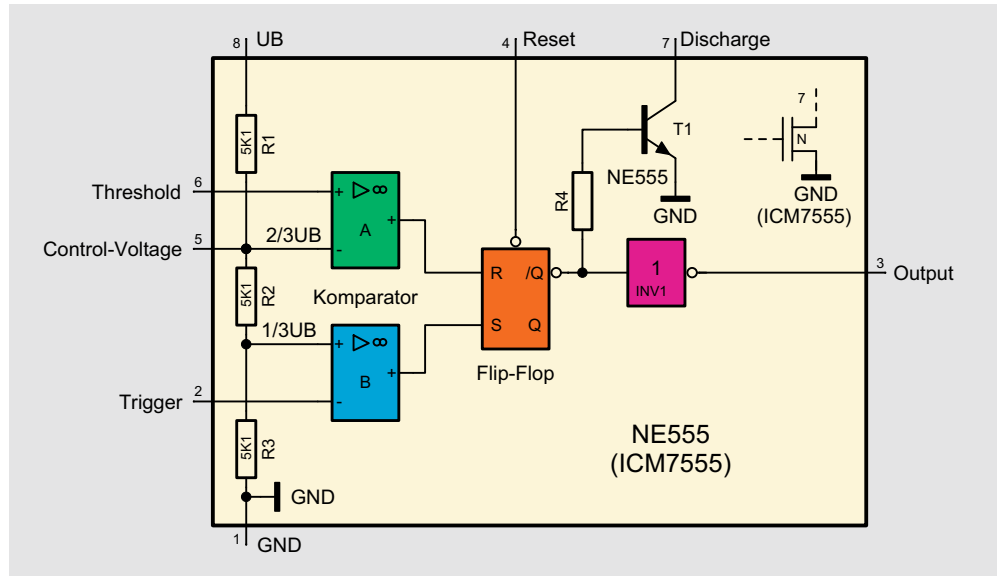 8 UB
4 Reset
7 Discharge
5K1 R1
T1
7
N
NE555
GND
GND
(ICM7555)
R4
Threshold 6
+ ▷∞
A
+
-
Control-Voltage 5
2/3UB
5K1 R2
Komparator
R /Q
S Q
Flip-Flop
1
INV1
3 Output
1/3UB
+ ▷∞
B
+
-
Trigger 2
5K1 R3
NE555
(ICM7555)
GND
1 GND